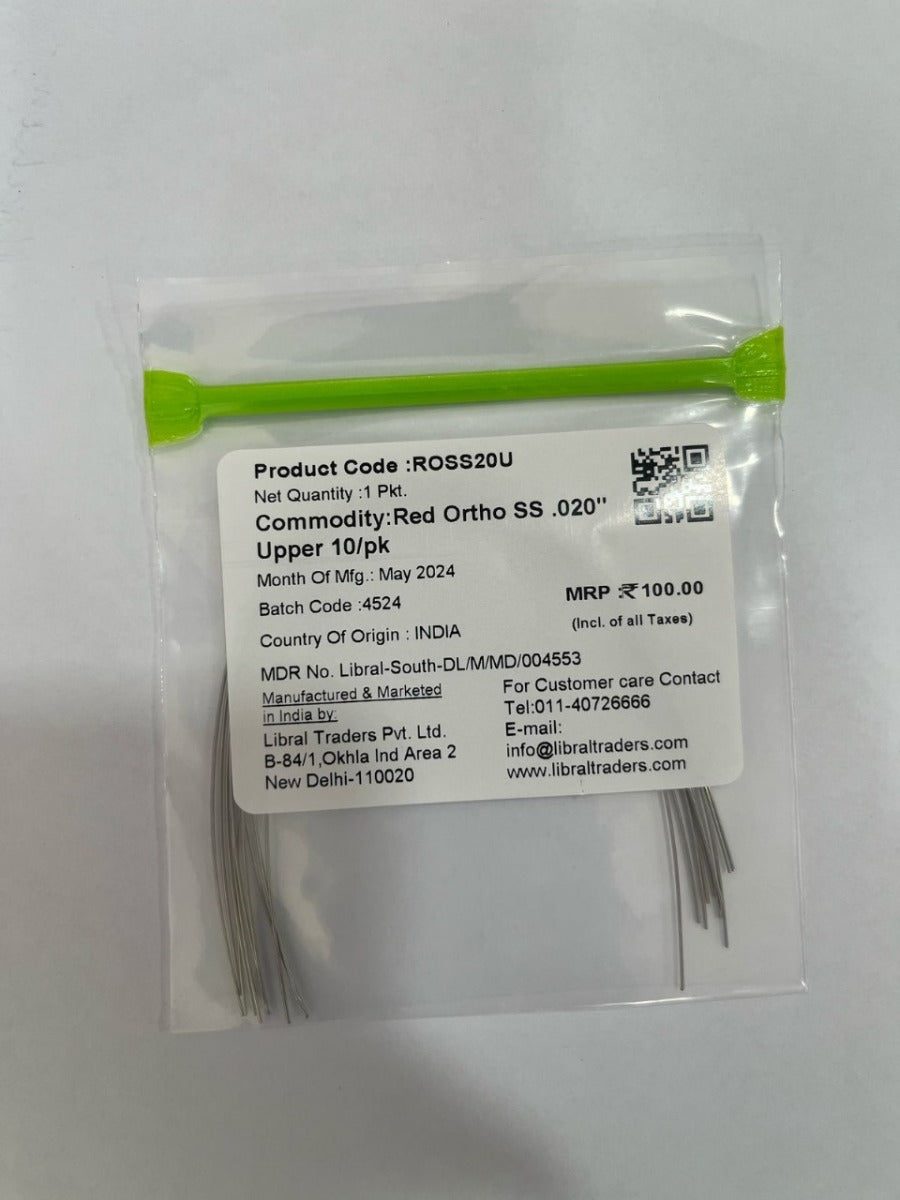 Product Code :ROSS20U
Net Quantity :1 Pkt.
Commodity:Red Ortho SS .020"
Upper 10/pk
Month Of Mfg.: May 2024
Batch Code :4524
MRP :₹100.00
(Incl. of all Taxes)
Country Of Origin : INDIA
MDR No. Libral-South-DL/M/MD/004553
Manufactured & Marketed
in India by:
Libral Traders Pvt. Ltd.
B-84/1,Okhla Ind Area 2
New Delhi-110020
For Customer care Contact
Tel:011-40726666
E-mail:
info@libraltraders.com
www.libraltraders.com